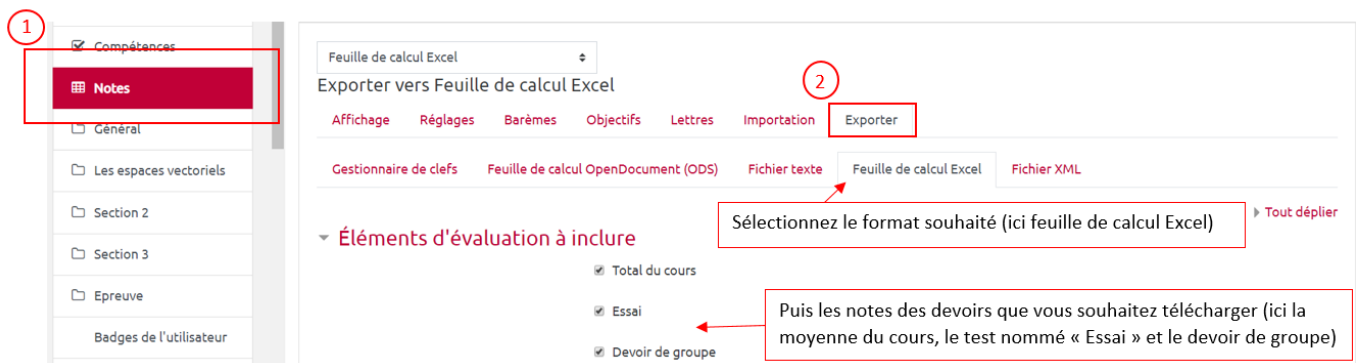 1
Compétences
Notes
Général
Les espaces vectoriels
Section 2
Section 3
Epreuve
Badges de l'utilisateur
Feuille de calcul Excel
Exporter vers Feuille de calcul Excel
2
Affichage Réglages Barèmes Objectifs Lettres Importation Exporter
Gestionnaire de clefs Feuille de calcul OpenDocument (ODS) Fichier texte Feuille de calcul Excel Fichier XML
Sélectionnez le format souhaité (ici feuille de calcul Excel)
Tout déplier
Éléments d'évaluation à inclure
Total du cours
Essai
Devoir de groupe
Puis les notes des devoirs que vous souhaitez télécharger (ici la
moyenne du cours, le test nommé « Essai » et le devoir de groupe)